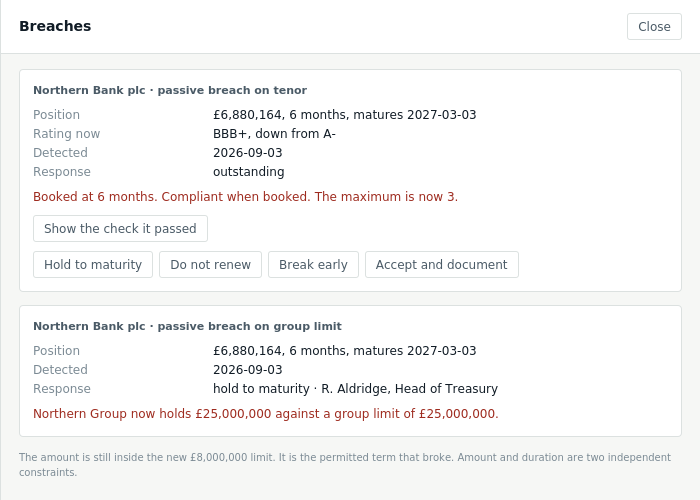 Breaches
Close
Northern Bank plc · passive breach on tenor
Position £6,880,164, 6 months, matures 2027-03-03
Rating now BBB+, down from A-
Detected 2026-09-03
Response outstanding
Booked at 6 months. Compliant when booked. The maximum is now 3.
Show the check it passed
Hold to maturity Do not renew Break early Accept and document
Northern Bank plc · passive breach on group limit
Position £6,880,164, 6 months, matures 2027-03-03
Detected 2026-09-03
Response hold to maturity · R. Aldridge, Head of Treasury
Northern Group now holds £25,000,000 against a group limit of £25,000,000.
The amount is still inside the new £8,000,000 limit. It is the permitted term that broke. Amount and duration are two independent
constraints.